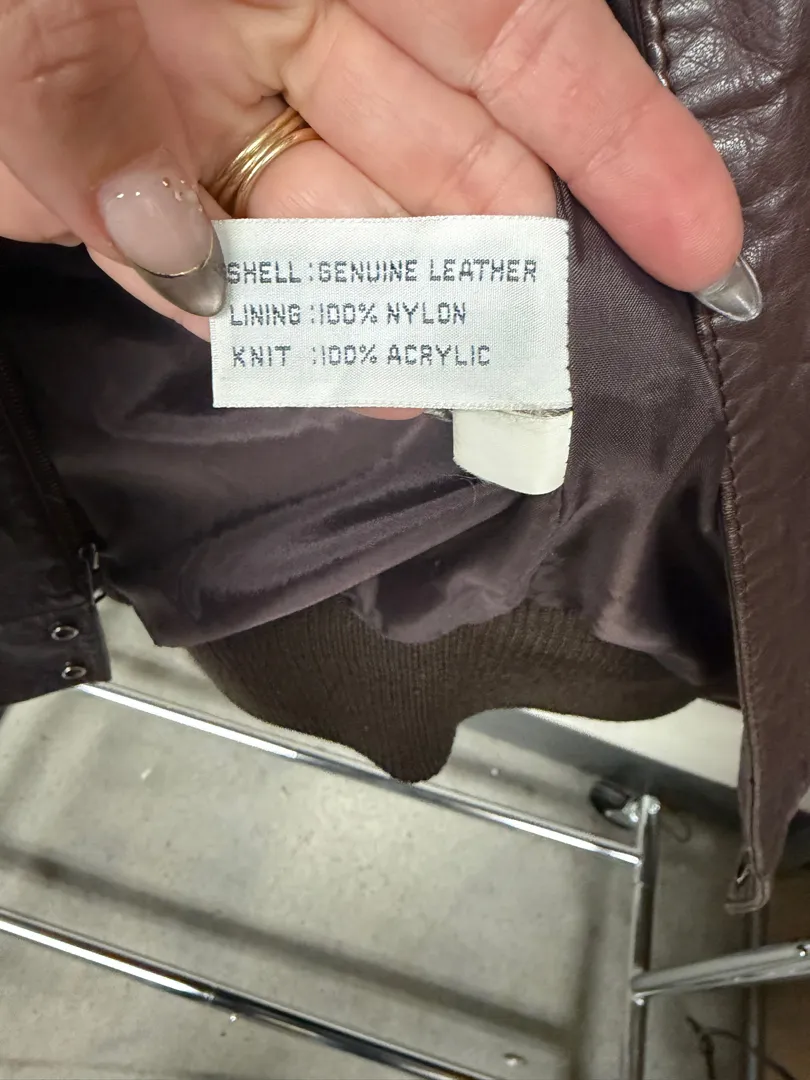 SHELL :GENUINE LEATHER
LINING :100% NYLON
KNIT :100% ACRYLIC